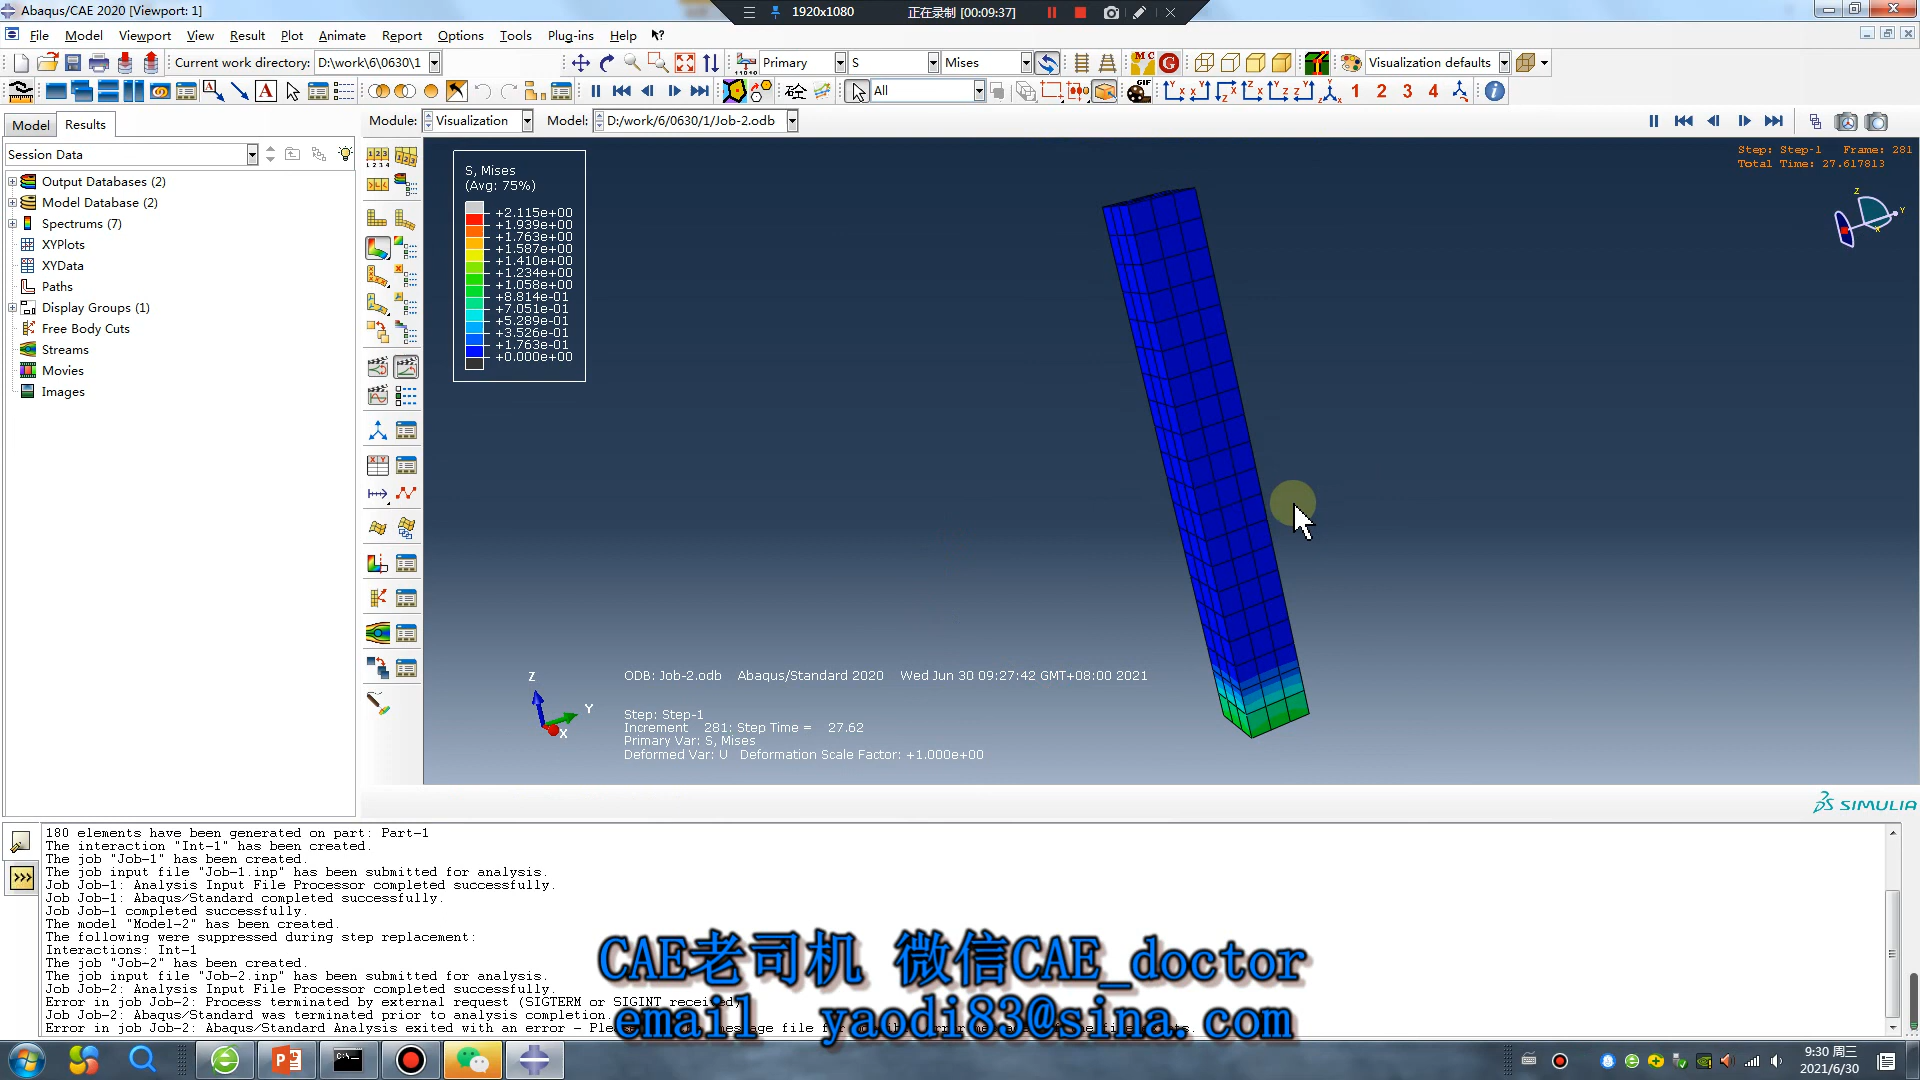 Abaqus/CAE 2020 [Viewport: 1]
1920x1080 正在录制 [00:09:37]
File Model Viewport View Result Plot Animate Report Options Tools Plug-ins Help
Current work directory: D:\work\6\0630\1
Primary S Mises
Visualization defaults
All
1 2 3 4
Model Results
Module: Visualization Model: D:/work/6/0630/1/Job-2.odb
Session Data
Output Databases (2)
Model Database (2)
Spectrums (7)
XYPlots
XYData
Paths
Display Groups (1)
Free Body Cuts
Streams
Movies
Images
S, Mises
(Avg: 75%)
+2.115e+00
+1.939e+00
+1.763e+00
+1.587e+00
+1.410e+00
+1.234e+00
+1.058e+00
+8.814e-01
+7.051e-01
+5.289e-01
+3.526e-01
+1.763e-01
+0.000e+00
Step: Step-1 Frame: 281
Total Time: 27.617813
Z
Y
X
Z
Y
X
ODB: Job-2.odb Abaqus/Standard 2020 Wed Jun 30 09:27:42 GMT+08:00 2021
Step: Step-1
Increment 281: Step Time = 27.62
Primary Var: S, Mises
Deformed Var: U Deformation Scale Factor: +1.000e+00
SIMULIA
180 elements have been generated on part: Part-1
The interaction "Int-1" has been created.
The job "Job-1" has been created.
The job input file "Job-1.inp" has been submitted for analysis.
Job Job-1: Analysis Input File Processor completed successfully.
Job Job-1: Abaqus/Standard completed successfully.
Job Job-1 completed successfully.
The model "Model-2" has been created.
The following were suppressed during step replacement:
Interactions: Int-1
The job "Job-2" has been created.
The job input file "Job-2.inp" has been submitted for analysis.
Job Job-2: Analysis Input File Processor completed successfully.
Error in job Job-2: Process terminated by external request (SIGTERM or SIGINT received)
Job Job-2: Abaqus/Standard was terminated prior to analysis completion.
Error in job Job-2: Abaqus/Standard Analysis exited with an error - message file for
CAE老司机 微信CAE_doctor
email yaodi83@sina.com
9:30 周三
2021/6/30